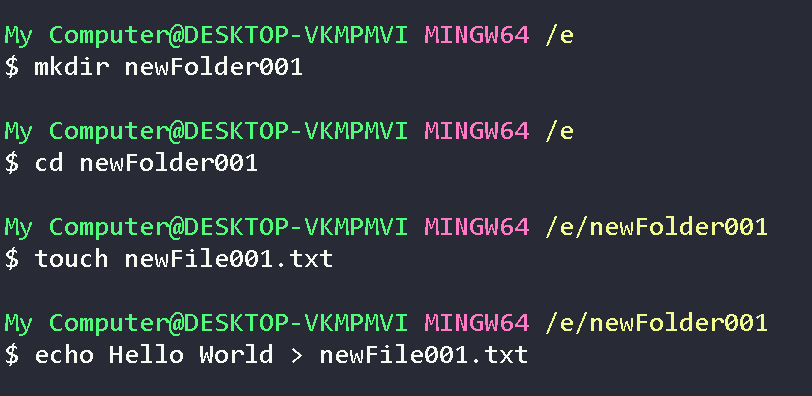 My Computer@DESKTOP-VKMPMVI MINGW64 /e
$ mkdir newFolder001
My Computer@DESKTOP-VKMPMVI MINGW64 /e
$ cd newFolder001
My Computer@DESKTOP-VKMPMVI MINGW64 /e/newFolder001
$ touch newFile001.txt
My Computer@DESKTOP-VKMPMVI MINGW64 /e/newFolder001
$ echo Hello World > newFile001.txt